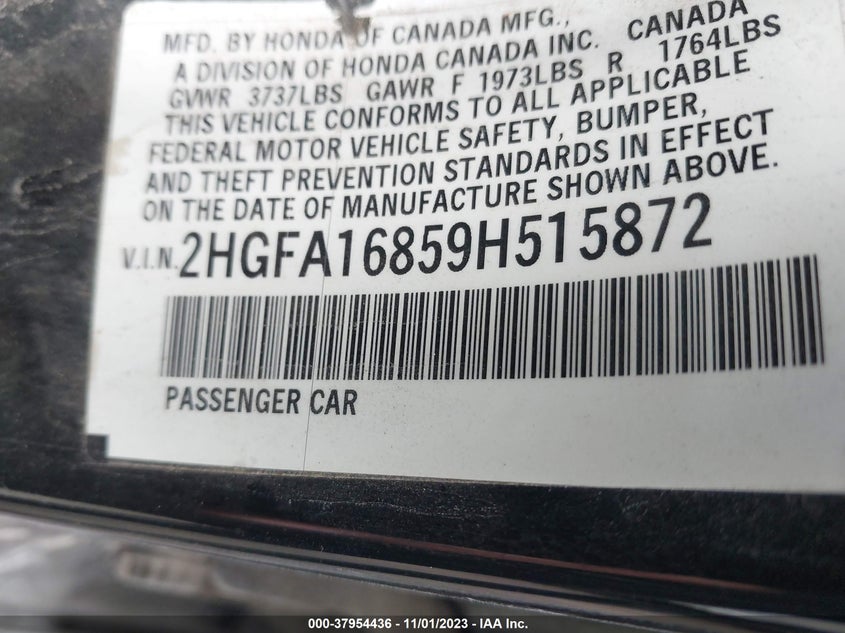 MFD. BY HONDA OF CANADA MFG.,
A DIVISION OF HONDA CANADA INC. CANADA
GVWR 3737LBS GAWR F 1973LBS R 1764LBS
THIS VEHICLE CONFORMS TO ALL APPLICABLE
FEDERAL MOTOR VEHICLE SAFETY, BUMPER,
AND THEFT PREVENTION STANDARDS IN EFFECT
ON THE DATE OF MANUFACTURE SHOWN ABOVE.
V.I.N. 2HGFA16859H515872
PASSENGER CAR
000-37954436 - 11/01/2023 - IAA Inc.